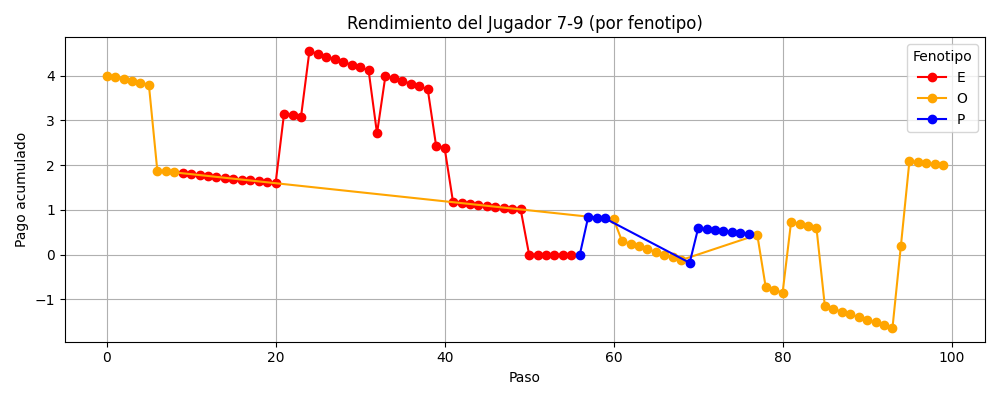 Rendimiento del Jugador 7-9 (por fenotipo)
Pago acumulado
4
3
2
1
0
−1
0 20 40 60 80 100
Paso
Fenotipo
E
O
P